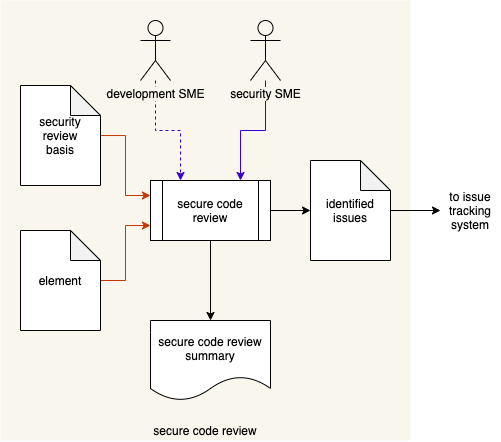 development SME
security SME
security
review
basis
secure code
review
identified
issues
to issue
tracking
system
element
secure code review
summary
secure code review